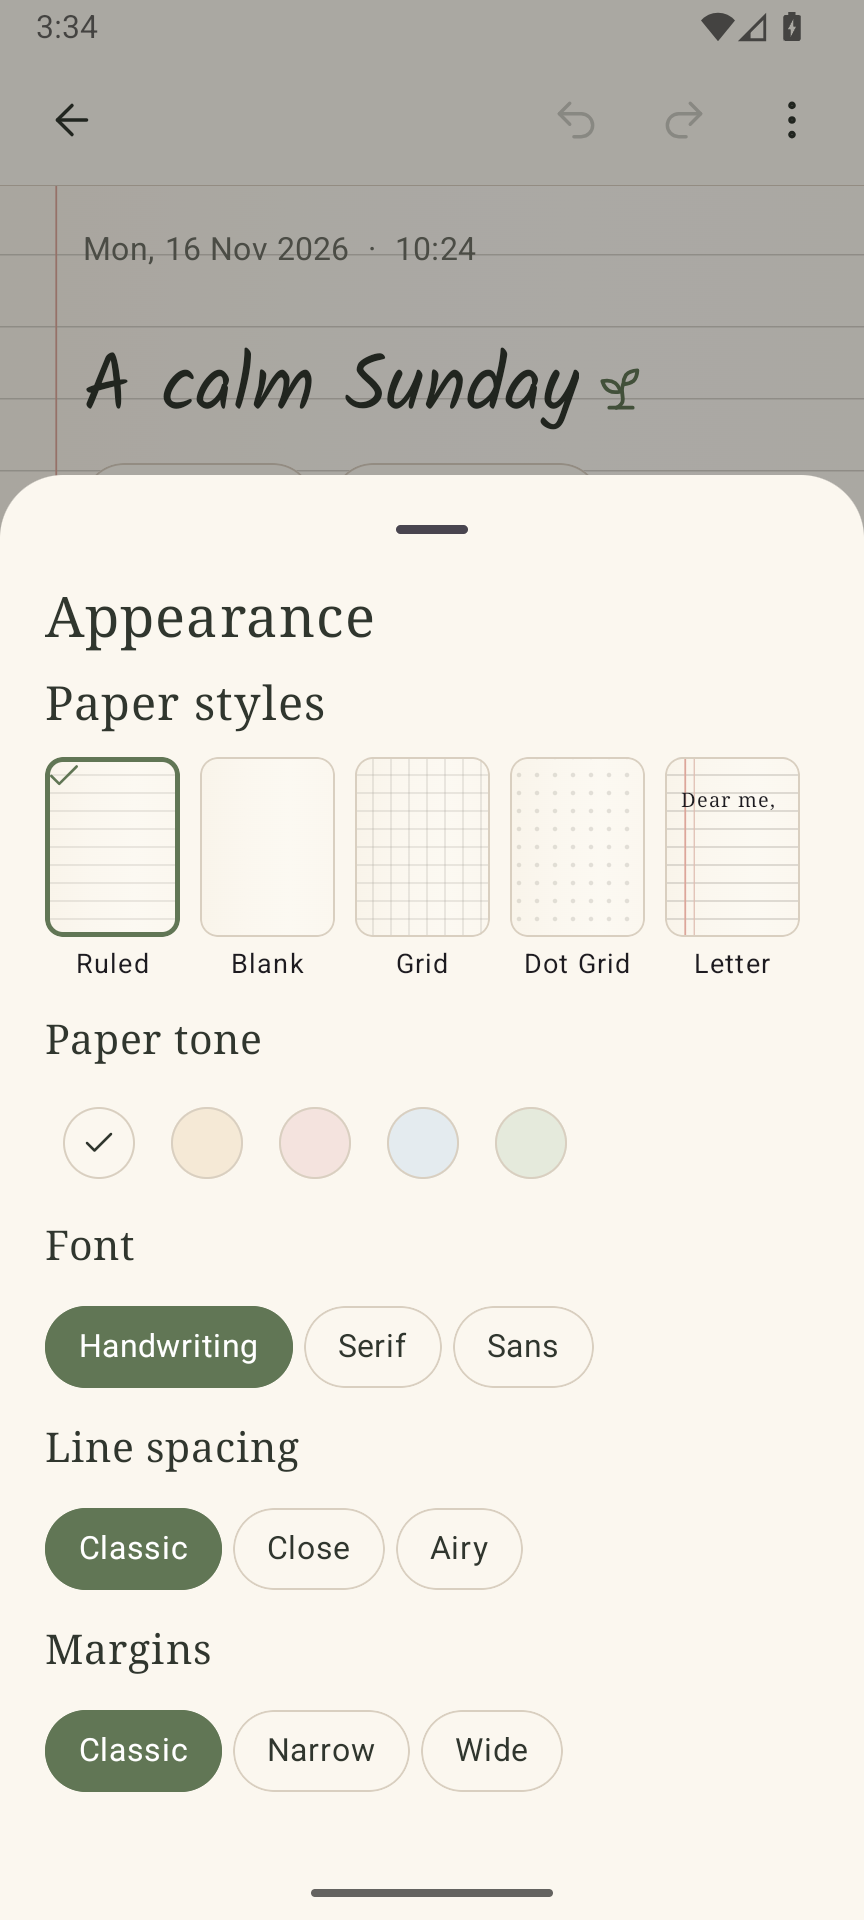 3:34
Mon, 16 Nov 2026 · 10:24
A calm Sunday
Appearance
Paper styles
Dear me,
Ruled Blank Grid Dot Grid Letter
Paper tone
Font
Handwriting Serif Sans
Line spacing
Classic Close Airy
Margins
Classic Narrow Wide